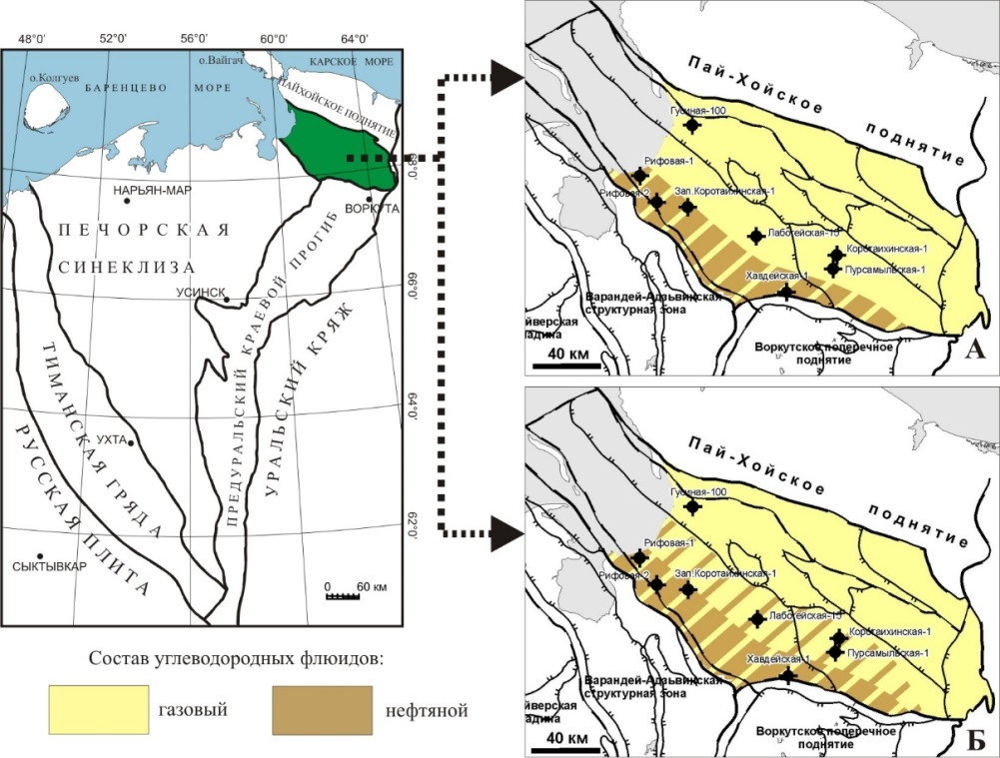 48°0'
52°0'
56°0'
60°0'
64°0'
о.Вайгач
КАРСКОЕ МОРЕ
о.Колгуев
БАРЕНЦЕВО МОРЕ
ПАЙХОЙСКОЕ ПОДНЯТИЕ
68°0'
НАРЬЯН-МАР
ВОРКУТА
ПЕЧОРСКАЯ
СИНЕКЛИЗА
УСИНСК
66°0'
ПРЕДУРАЛЬСКИЙ КРАЕВОЙ ПРОГИБ
УРАЛЬСКИЙ КРЯЖ
ТИМАНСКАЯ ГРЯДА
РУССКАЯ ПЛИТА
64°0'
УХТА
62°0'
СЫКТЫВКАР
0 60 км
Состав углеводородных флюидов:
газовый
нефтяной
Пай-Хойское поднятие
Гусиная-100
Рифовая-1
Рифовая-2
Зап.Коротаихинская-1
Лабогейская-15
Коротаихинская-1
Пурсамыльская-1
Хавдейская-1
Варандей-Адзьвинская
структурная зона
йверская
адина
Воркутское поперечное
поднятие
40 км
А
Пай-Хойское поднятие
Гусиная-100
Рифовая-1
Рифовая-2
Зап.Коротаихинская-1
Лабогейская-15
Коротаихинская-1
Пурсамыльская-1
Хавдейская-1
Варандей-Адзьвинская
структурная зона
йверская
адина
Воркутское поперечное
поднятие
40 км
Б